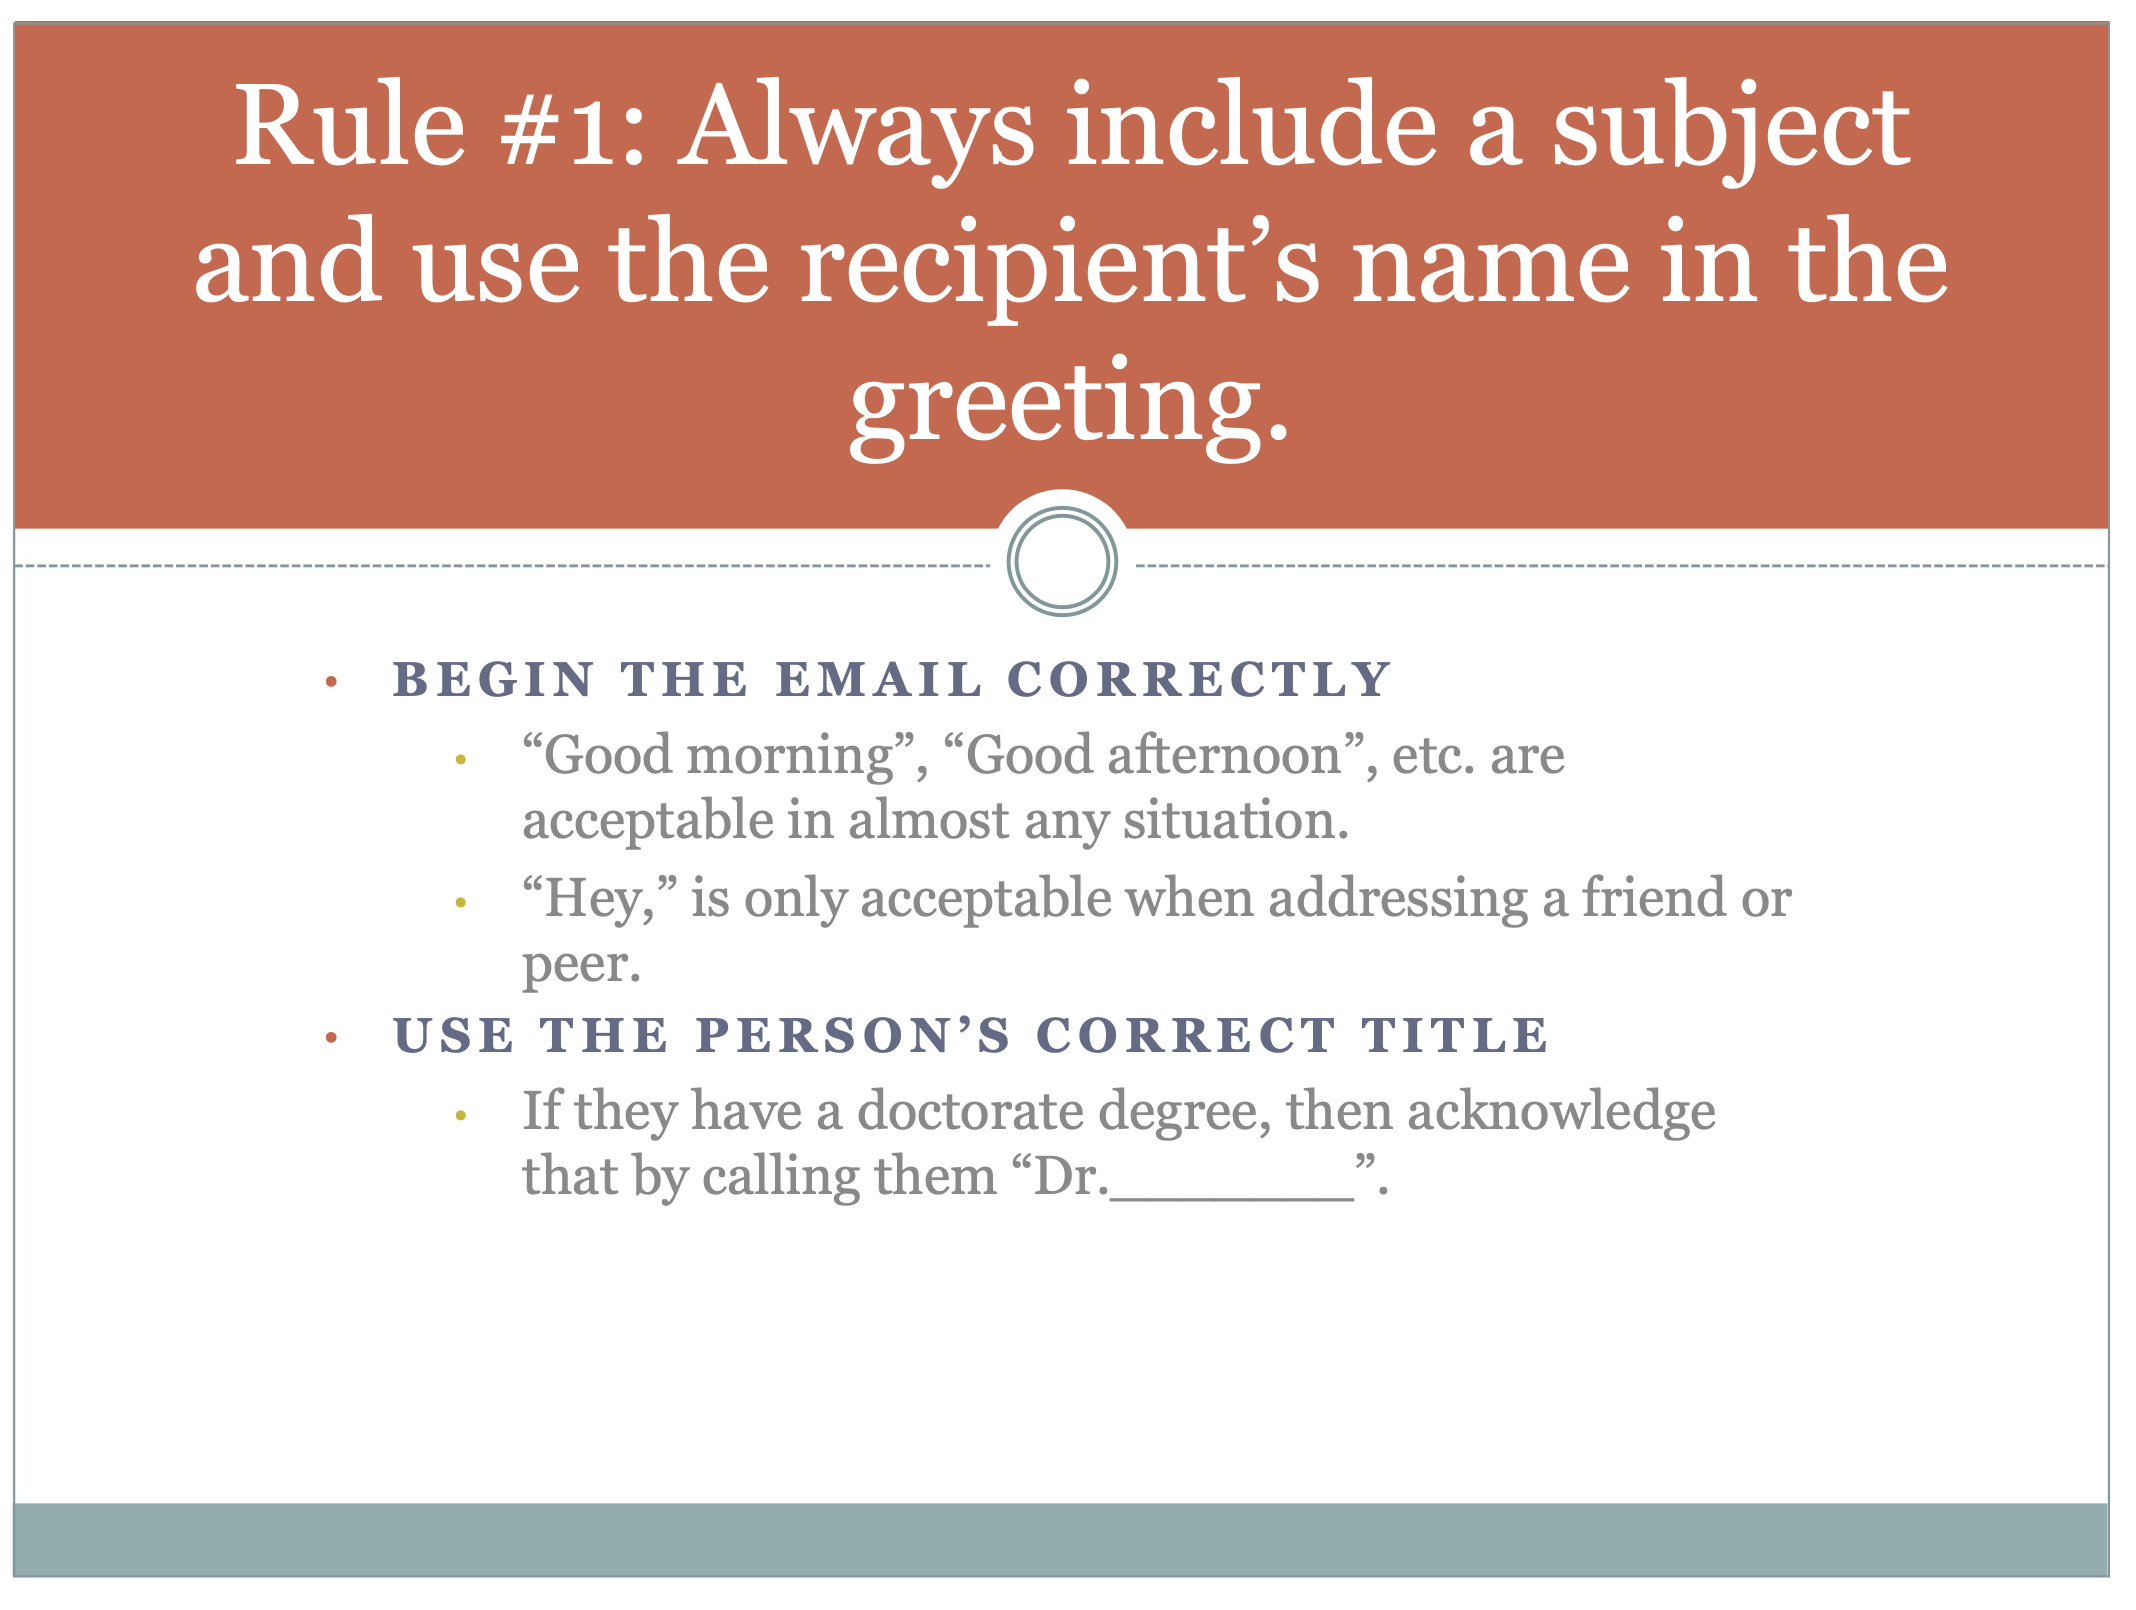 Rule #1: Always include a subject
and use the recipient’s name in the
greeting.
• BEGIN THE EMAIL CORRECTLY
• “Good morning”, “Good afternoon”, etc. are
acceptable in almost any situation.
• “Hey,” is only acceptable when addressing a friend or
peer.
• USE THE PERSON’S CORRECT TITLE
• If they have a doctorate degree, then acknowledge
that by calling them “Dr.________”.